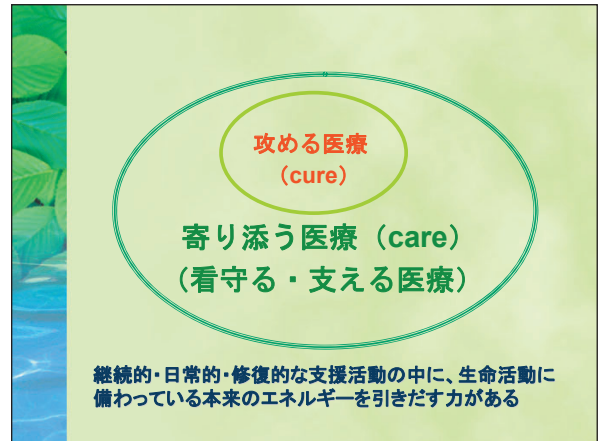 攻める医療
（cure）
寄り添う医療（care）
（看守る・支える医療）
継続的・日常的・修復的な支援活動の中に、生命活動に
備わっている本来のエネルギーを引きだす力がある